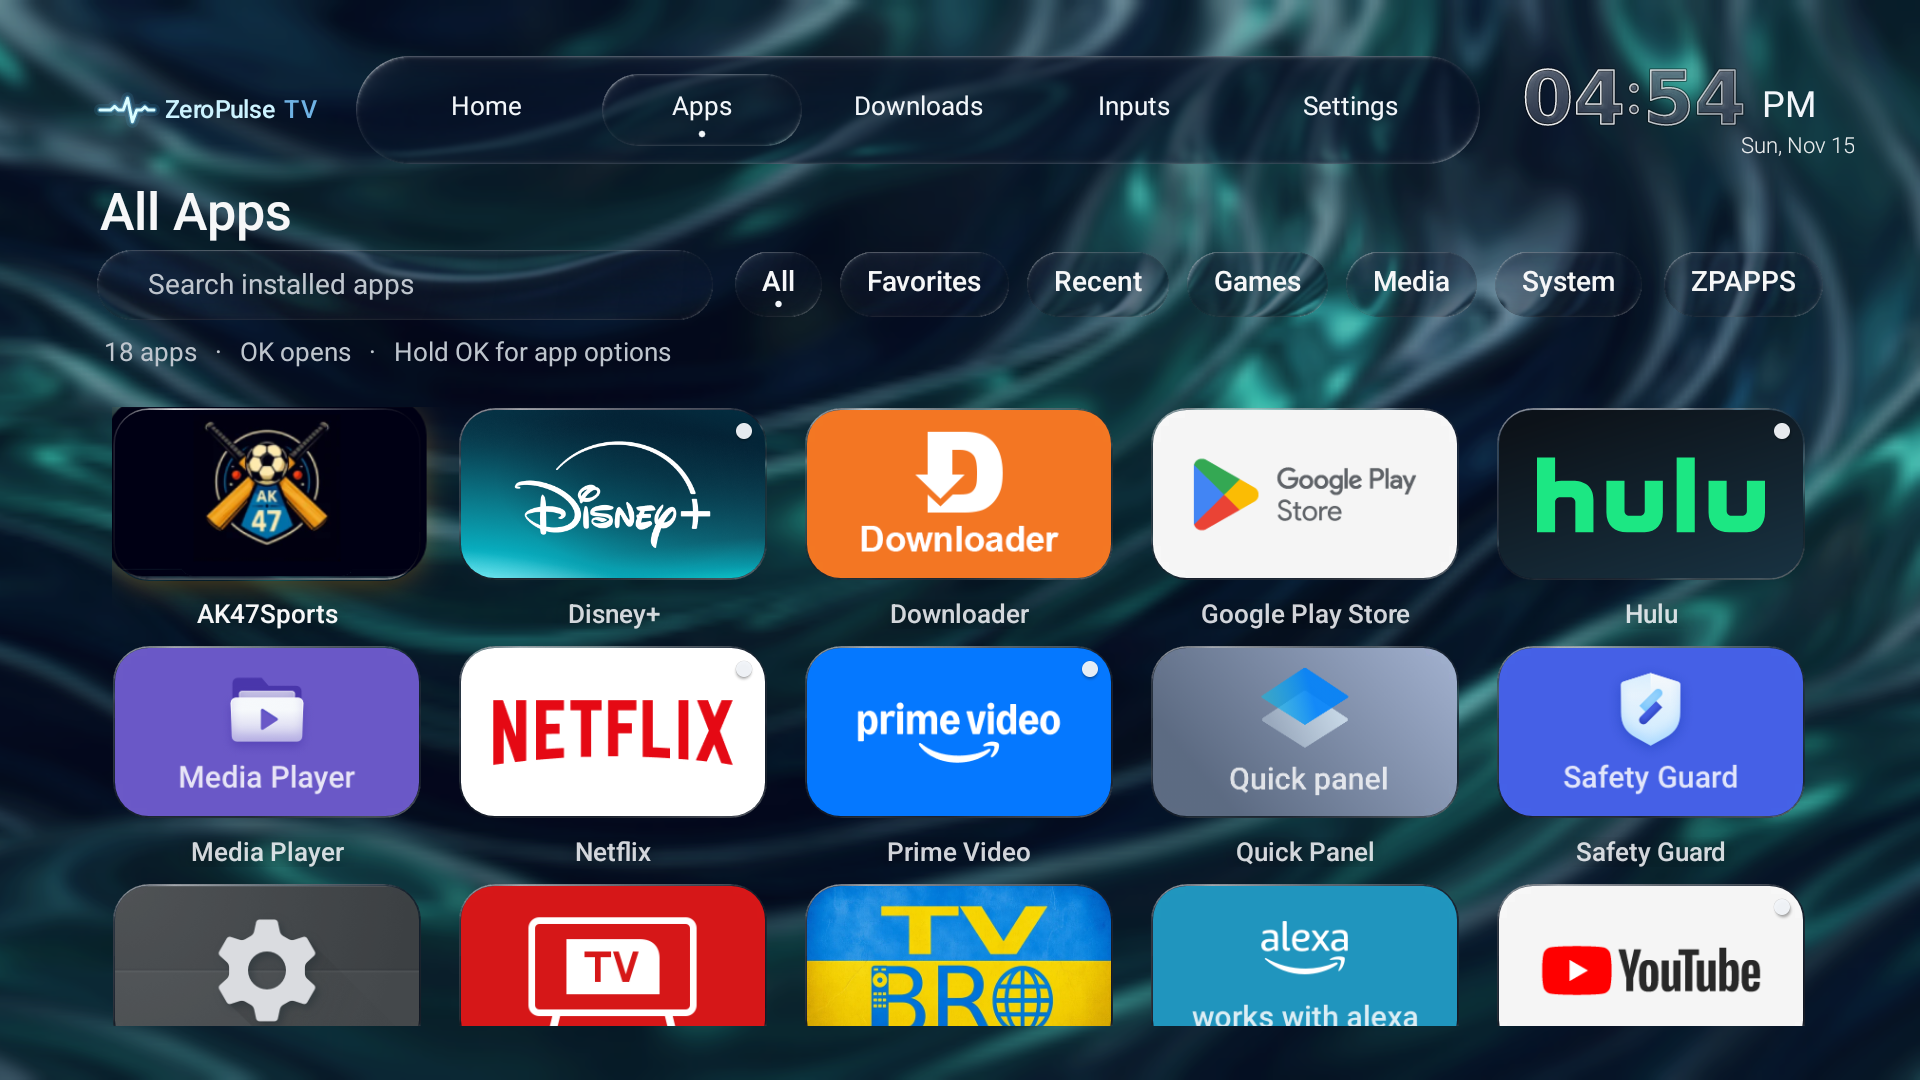 ZeroPulse TV
Home
Apps
Downloads
Inputs
Settings
04:54 PM
Sun, Nov 15
All Apps
Search installed apps
All
Favorites
Recent
Games
Media
System
ZPAPPS
18 apps · OK opens · Hold OK for app options
AK
47
Disney+
Downloader
Google Play
Store
hulu
AK47Sports
Disney+
Downloader
Google Play Store
Hulu
Media Player
NETFLIX
prime video
Quick panel
Safety Guard
Media Player
Netflix
Prime Video
Quick Panel
Safety Guard
TV
TV
BRO
alexa
works with alexa
YouTube